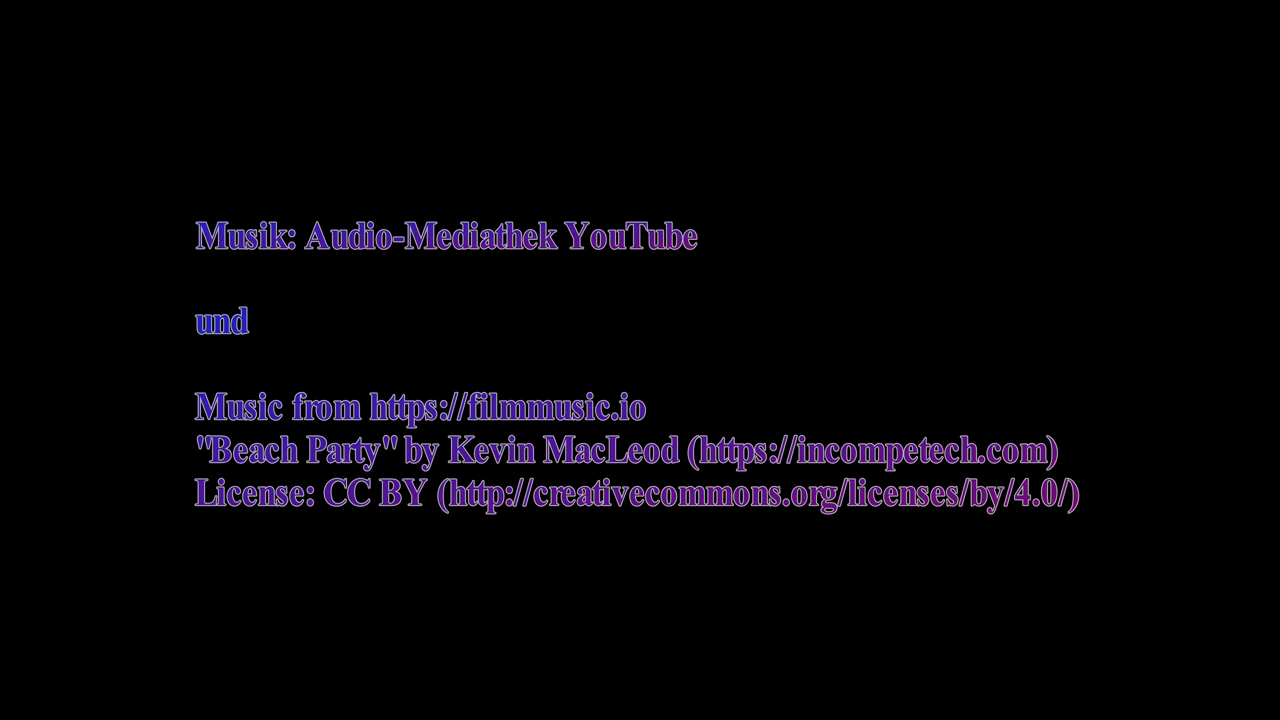 Musik: Audio-Mediathek YouTube
und
Music from https://filmmusic.io
"Beach Party" by Kevin MacLeod (https://incompetech.com)
License: CC BY (http://creativecommons.org/licenses/by/4.0/)